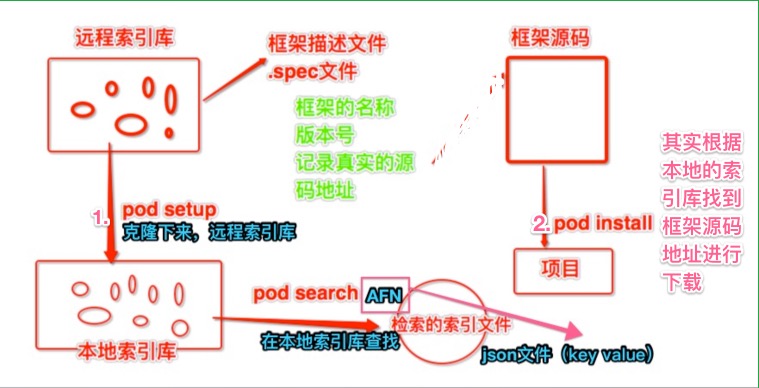 远程索引库
框架描述文件
.spec文件
框架的名称
版本号
记录真实的源
码地址
框架源码
其实根据
本地的索
引库找到
框架源码
地址进行
下载
1.
pod setup
克隆下来，远程索引库
2.
pod install
项目
pod search AFN
检索的索引文件
在本地索引库查找
本地索引库
json文件（key value）